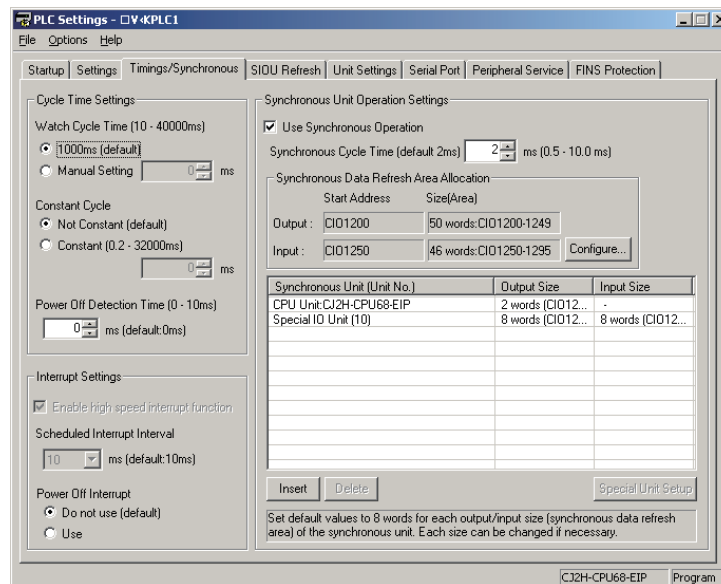 PLC Settings - □V‹KPLC1
File Options Help
Startup Settings Timings/Synchronous SIOU Refresh Unit Settings Serial Port Peripheral Service FINS Protection
Cycle Time Settings
Watch Cycle Time (10 - 40000ms)
1000ms (default)
Manual Setting 0 ms
Constant Cycle
Not Constant (default)
Constant (0.2 - 32000ms)
0 ms
Power Off Detection Time (0 - 10ms)
0 ms (default:0ms)
Interrupt Settings
Enable high speed interrupt function
Scheduled Interrupt Interval
10 ms (default:10ms)
Power Off Interrupt
Do not use (default)
Use
Synchronous Unit Operation Settings
Use Synchronous Operation
Synchronous Cycle Time (default 2ms) 2 ms (0.5 - 10.0 ms)
Synchronous Data Refresh Area Allocation
Start Address Size(Area)
Output : CIO1200 50 words:CIO1200-1249
Input : CIO1250 46 words:CIO1250-1295 Configure...
Synchronous Unit (Unit No.) Output Size Input Size
CPU Unit:CJ2H-CPU68-EIP 2 words (CIO12... -
Special IO Unit (10) 8 words (CIO12... 8 words (CIO12...
Insert Delete Special Unit Setup
Set default values to 8 words for each output/input size (synchronous data refresh
area) of the synchronous unit. Each size can be changed if necessary.
CJ2H-CPU68-EIP Program